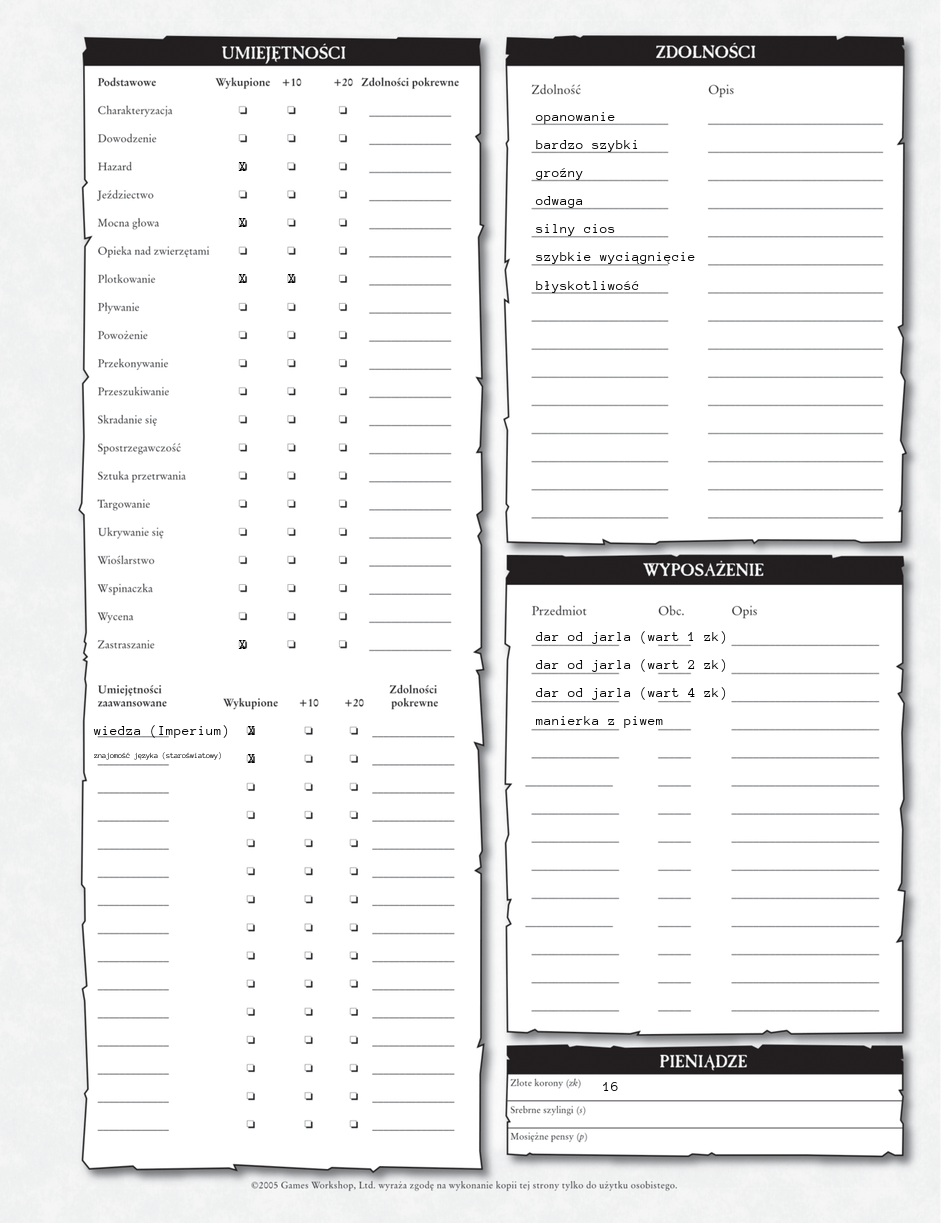 UMIEJĘTNOŚCI
Podstawowe Wykupione +10 +20 Zdolności pokrewne
Charakteryzacja
Dowodzenie
Hazard X
Jeździectwo
Mocna głowa X
Opieka nad zwierzętami
Plotkowanie X X
Pływanie
Powożenie
Przekonywanie
Przeszukiwanie
Skradanie się
Spostrzegawczość
Sztuka przetrwania
Targowanie
Ukrywanie się
Wioślarstwo
Wspinaczka
Wycena
Zastraszanie X
Umiejętności zaawansowane Wykupione +10 +20 Zdolności pokrewne
wiedza (Imperium) X
znajomość języka (staroświatowy) X
ZDOLNOŚCI
Zdolność Opis
opanowanie
bardzo szybki
groźny
odwaga
silny cios
szybkie wyciągnięcie
błyskotliwość
WYPOSAŻENIE
Przedmiot Obc. Opis
dar od jarla (wart 1 zk)
dar od jarla (wart 2 zk)
dar od jarla (wart 4 zk)
manierka z piwem
PIENIĄDZE
Złote korony (zk) 16
Srebrne szylingi (s)
Mosiężne pensy (p)
©2005 Games Workshop, Ltd. wyraża zgodę na wykonanie kopii tej strony tylko do użytku osobistego.